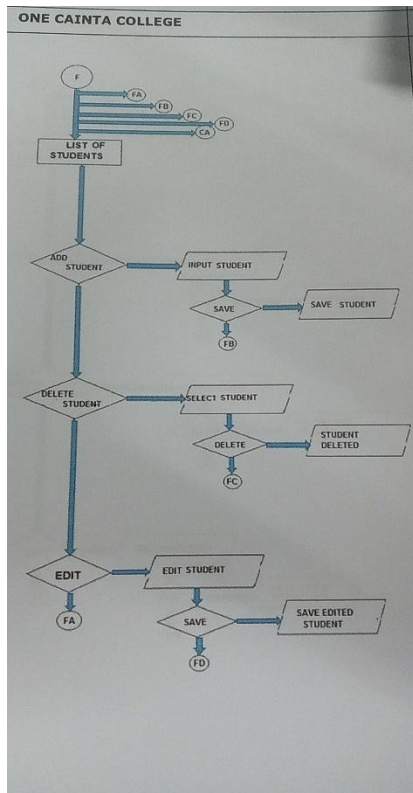 ONE CAINTA COLLEGE
F
FA
FB
FC
FD
CA
LIST OF
STUDENTS
ADD
STUDENT
INPUT STUDENT
SAVE
SAVE STUDENT
FB
DELETE
STUDENT
SELECT STUDENT
DELETE
STUDENT
DELETED
FC
EDIT
EDIT STUDENT
FA
SAVE
SAVE EDITED
STUDENT
FD